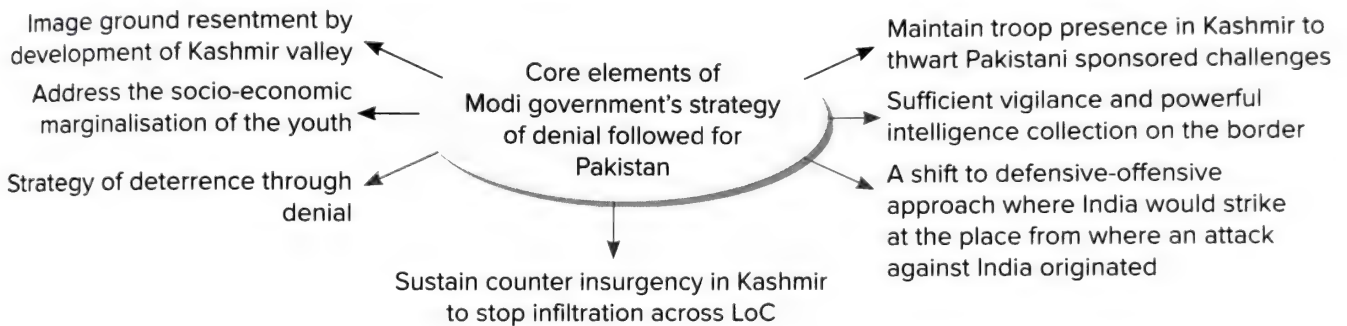 Image ground resentment by
development of Kashmir valley
Address the socio-economic
marginalisation of the youth
Strategy of deterrence through
denial
Core elements of
Modi government's strategy
of denial followed for
Pakistan
Maintain troop presence in Kashmir to
thwart Pakistani sponsored challenges
Sufficient vigilance and powerful
intelligence collection on the border
A shift to defensive-offensive
approach where India would strike
at the place from where an attack
against India originated
Sustain counter insurgency in Kashmir
to stop infiltration across LoC